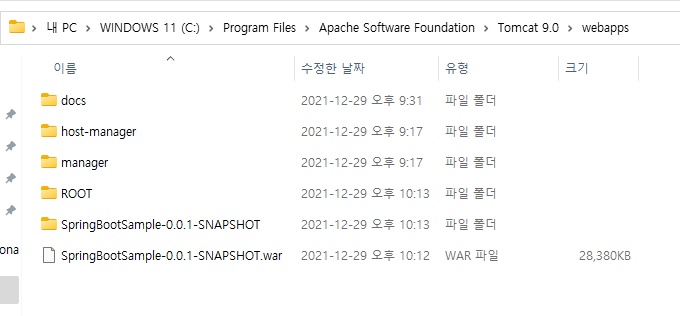 내 PC > WINDOWS 11 (C:) > Program Files > Apache Software Foundation > Tomcat 9.0 > webapps
이름 수정한 날짜 유형 크기
docs 2021-12-29 오후 9:31 파일 폴더
host-manager 2021-12-29 오후 9:17 파일 폴더
manager 2021-12-29 오후 9:17 파일 폴더
ROOT 2021-12-29 오후 10:13 파일 폴더
SpringBootSample-0.0.1-SNAPSHOT 2021-12-29 오후 10:13 파일 폴더
ona
SpringBootSample-0.0.1-SNAPSHOT.war 2021-12-29 오후 10:12 WAR 파일 28,380KB